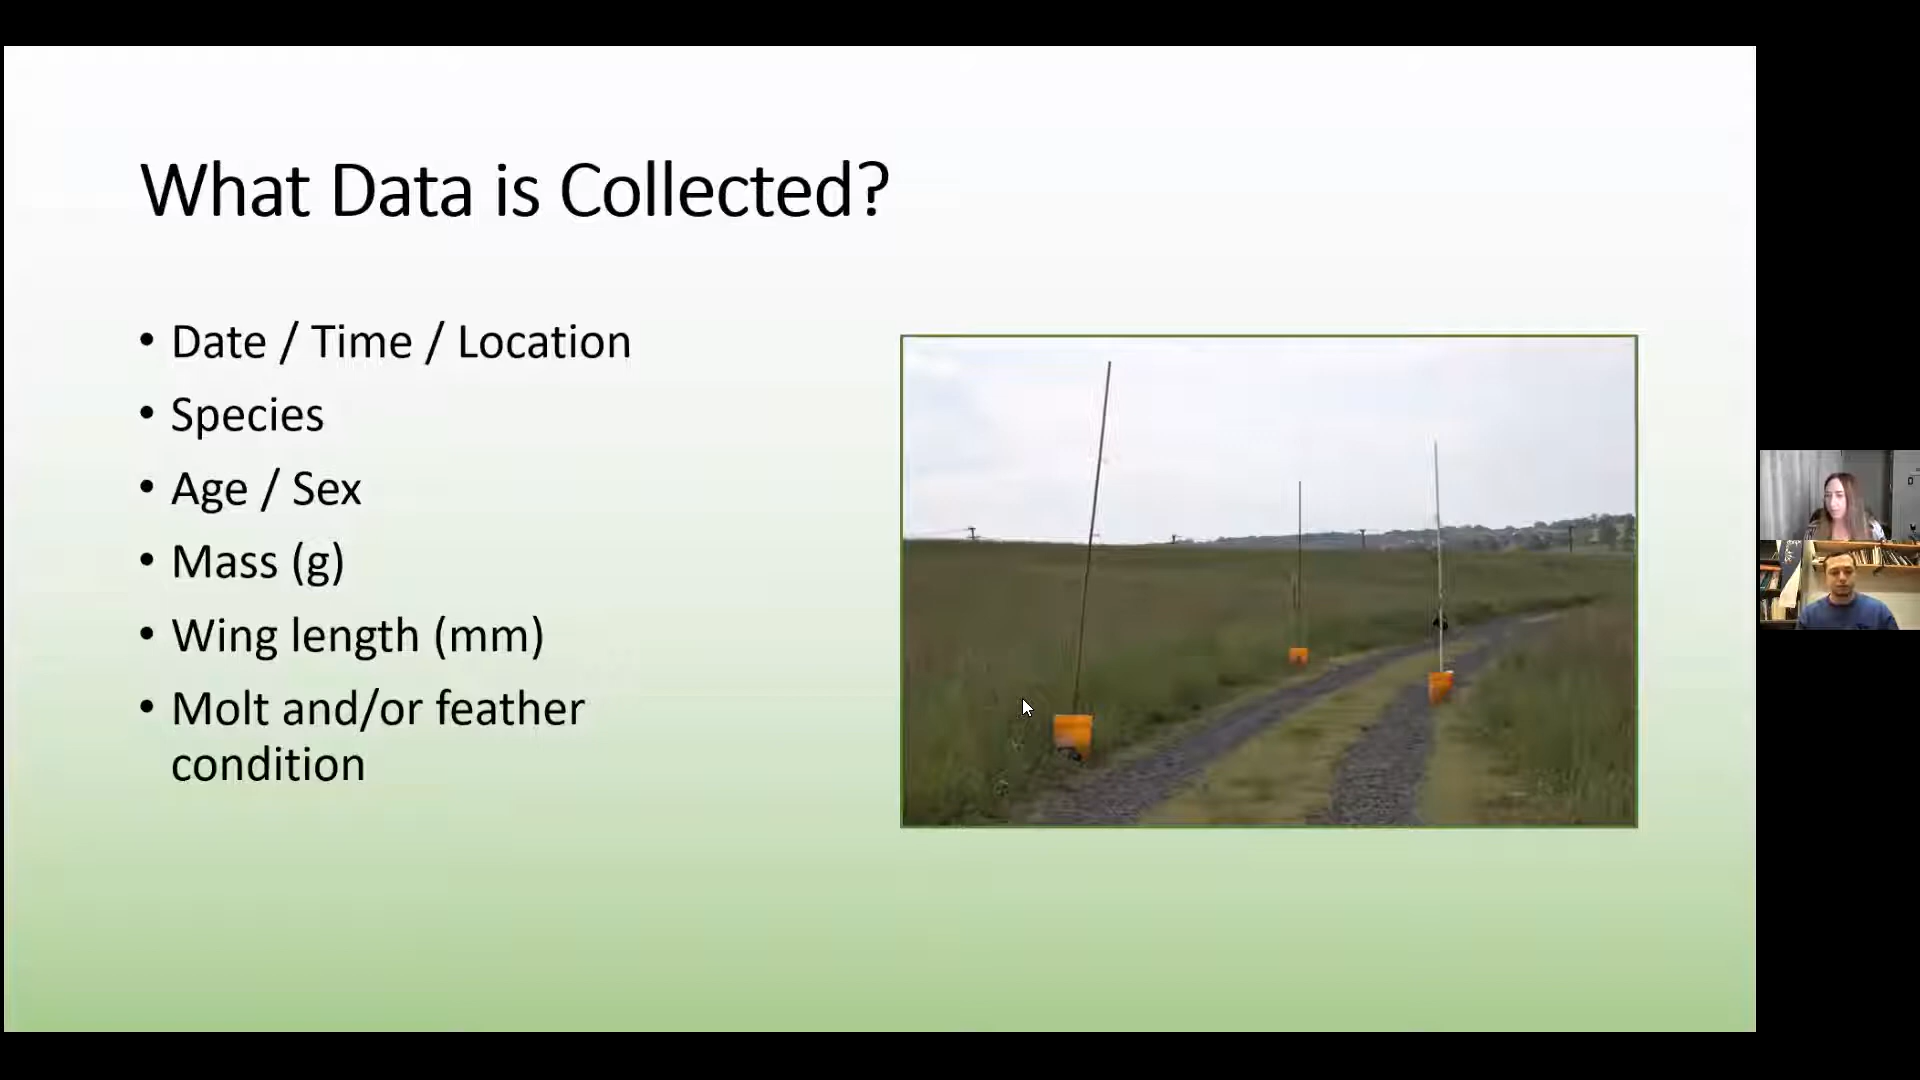 What Data is Collected?
• Date / Time / Location
• Species
• Age / Sex
• Mass (g)
• Wing length (mm)
• Molt and/or feather
condition